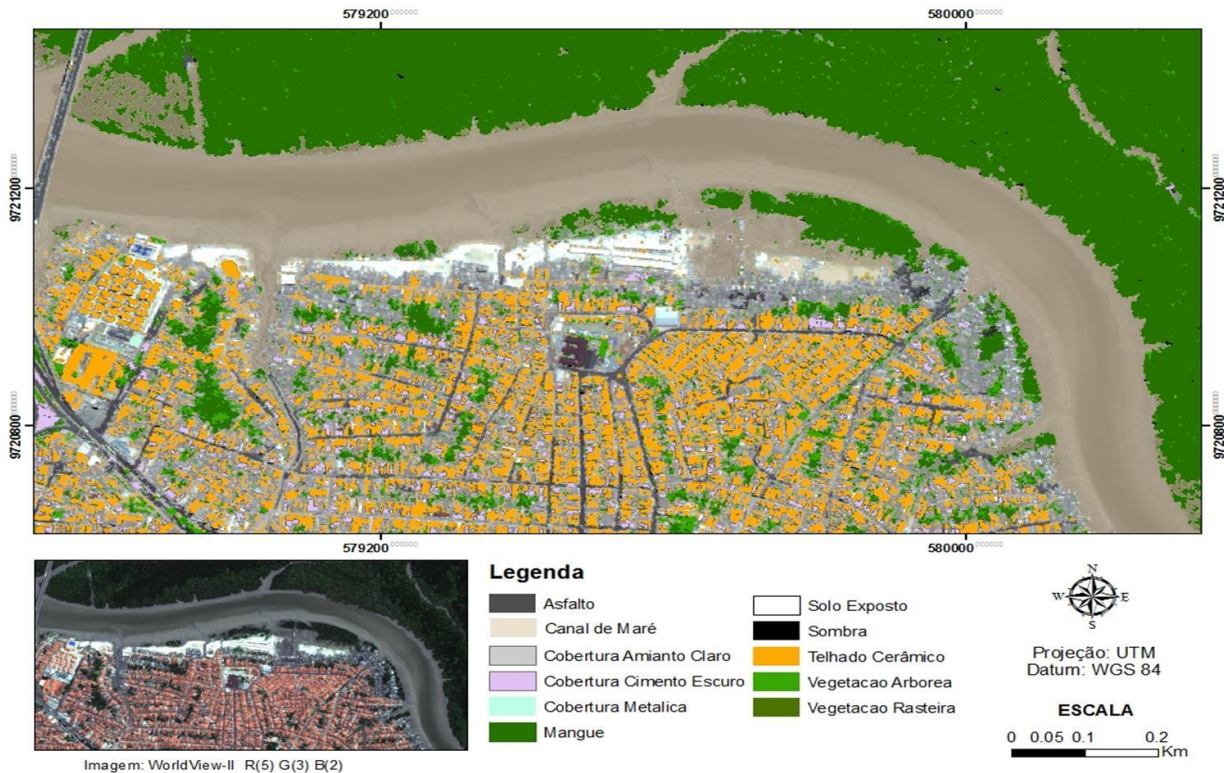 579200 580000
9721200 9721200
9720800 9720800
579200 580000
Legenda
Asfalto
Canal de Maré
Cobertura Amianto Claro
Cobertura Cimento Escuro
Cobertura Metalica
Mangue
Solo Exposto
Sombra
Telhado Cerâmico
Vegetacao Arborea
Vegetacao Rasteira
N
W E
S
Projeção: UTM
Datum: WGS 84
ESCALA
0 0.05 0.1 0.2
Km
Imagem: WorldView-II R(5) G(3) B(2)